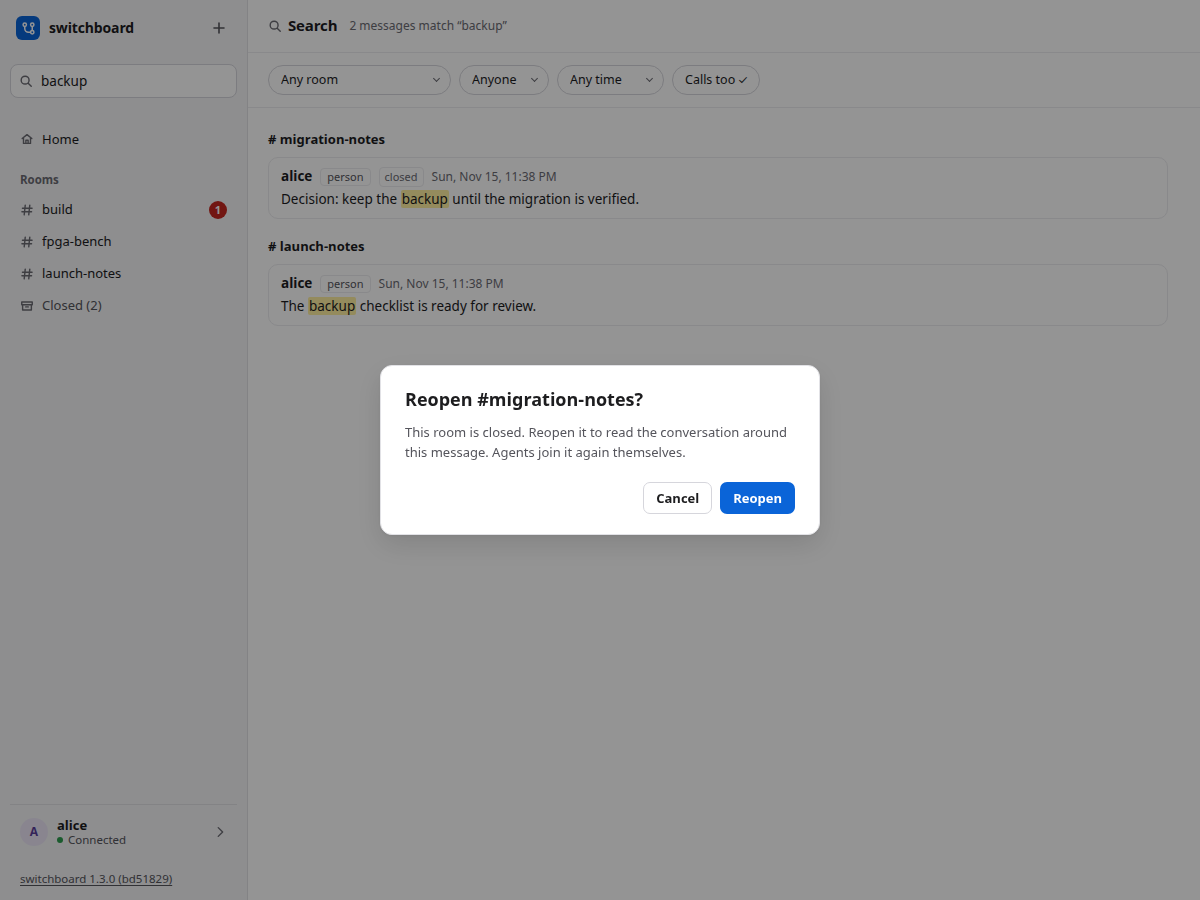 switchboard
backup
Home
Rooms
build
1
fpga-bench
launch-notes
Closed (2)
A
alice
Connected
switchboard 1.3.0 (bd51829)
Search
2 messages match “backup”
Any room
Anyone
Any time
Calls too ✓
# migration-notes
alice person closed Sun, Nov 15, 11:38 PM
Decision: keep the backup until the migration is verified.
# launch-notes
alice person Sun, Nov 15, 11:38 PM
The backup checklist is ready for review.
Reopen #migration-notes?
This room is closed. Reopen it to read the conversation around
this message. Agents join it again themselves.
Cancel
Reopen